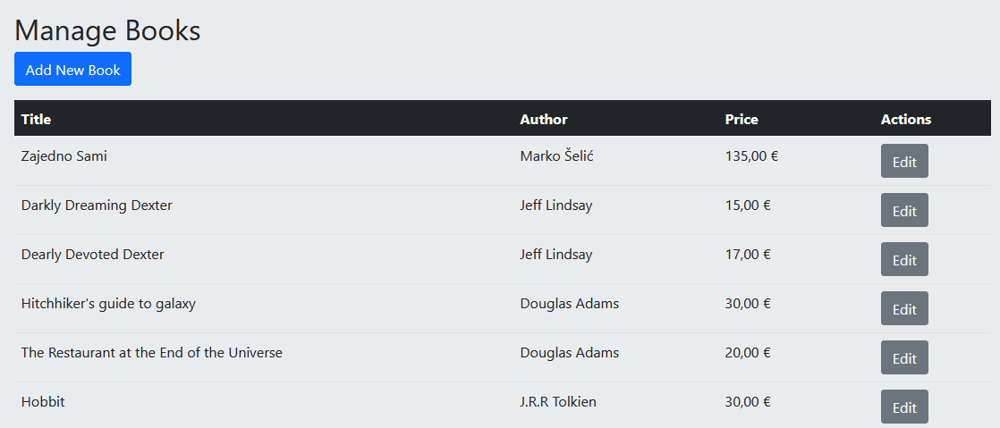 Manage Books
Add New Book
Title Author Price Actions
Zajedno Sami Marko Šelić 135,00 € Edit
Darkly Dreaming Dexter Jeff Lindsay 15,00 € Edit
Dearly Devoted Dexter Jeff Lindsay 17,00 € Edit
Hitchhiker's guide to galaxy Douglas Adams 30,00 € Edit
The Restaurant at the End of the Universe Douglas Adams 20,00 € Edit
Hobbit J.R.R Tolkien 30,00 € Edit